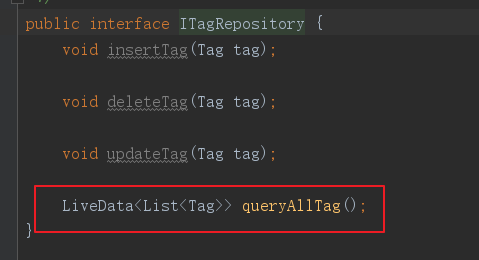 public interface ITagRepository {
void insertTag(Tag tag);
void deleteTag(Tag tag);
void updateTag(Tag tag);
LiveData<List<Tag>> queryAllTag();
}